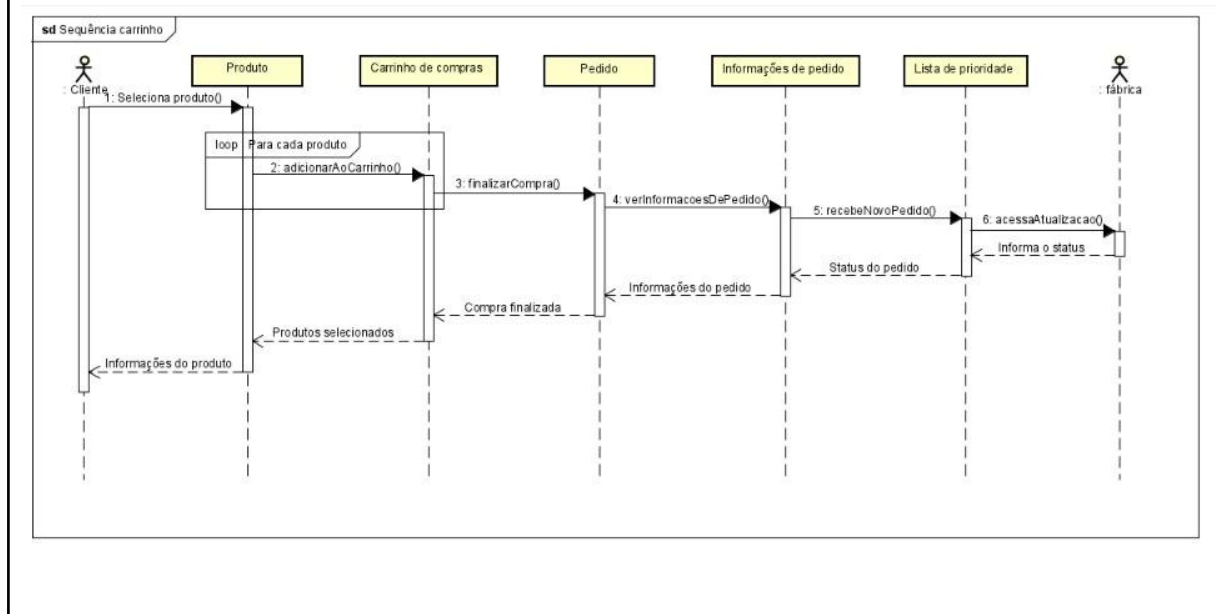 sd Sequência carrinho
Produto
Carrinho de compras
Pedido
Informações de pedido
Lista de prioridade
: Cliente
: fábrica
1: Seleciona produto()
loop Para cada produto
2: adicionarAoCarrinho()
3: finalizarCompra()
4: verInformacoesDePedido()
5: recebeNovoPedido()
6: acessaAtualizacao()
Informa o status
Status do pedido
Informações do pedido
Compra finalizada
Produtos selecionados
Informações do produto